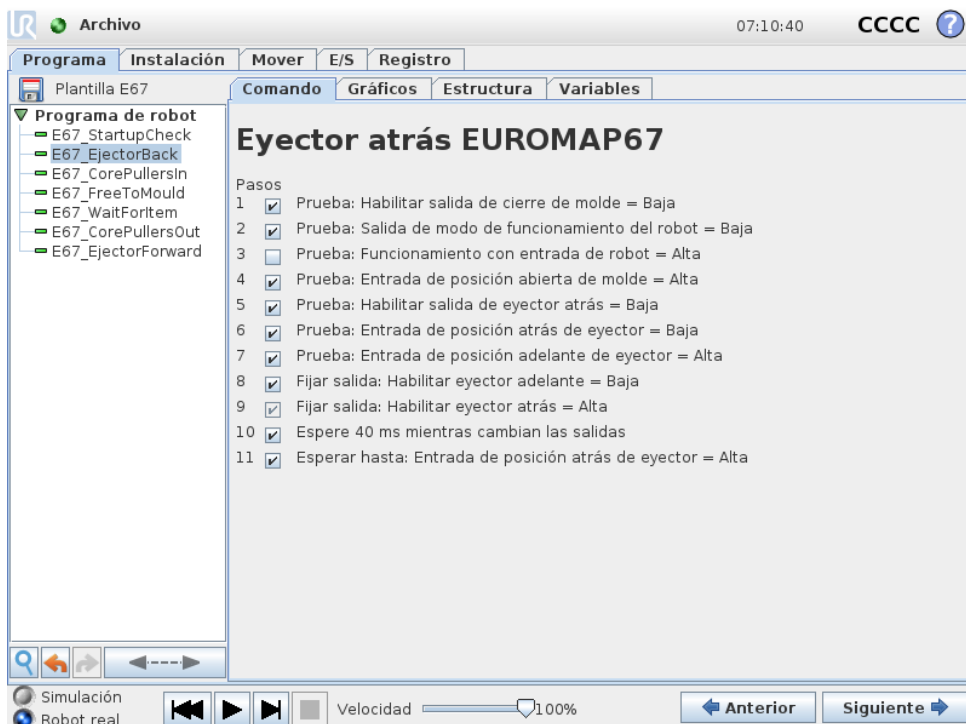 UR Archivo 07:10:40 CCCC ?
Programa Instalación Mover E/S Registro
Plantilla E67 Comando Gráficos Estructura Variables
Programa de robot
E67_StartupCheck
E67_EjectorBack
E67_CorePullersIn
E67_FreeToMould
E67_WaitForItem
E67_CorePullersOut
E67_EjectorForward
Eyector atrás EUROMAP67
Pasos
1 Prueba: Habilitar salida de cierre de molde = Baja
2 Prueba: Salida de modo de funcionamiento del robot = Baja
3 Prueba: Funcionamiento con entrada de robot = Alta
4 Prueba: Entrada de posición abierta de molde = Alta
5 Prueba: Habilitar salida de eyector atrás = Baja
6 Prueba: Entrada de posición atrás de eyector = Baja
7 Prueba: Entrada de posición adelante de eyector = Alta
8 Fijar salida: Habilitar eyector adelante = Baja
9 Fijar salida: Habilitar eyector atrás = Alta
10 Espere 40 ms mientras cambian las salidas
11 Esperar hasta: Entrada de posición atrás de eyector = Alta
Simulación
Robot real
Velocidad 100% Anterior Siguiente